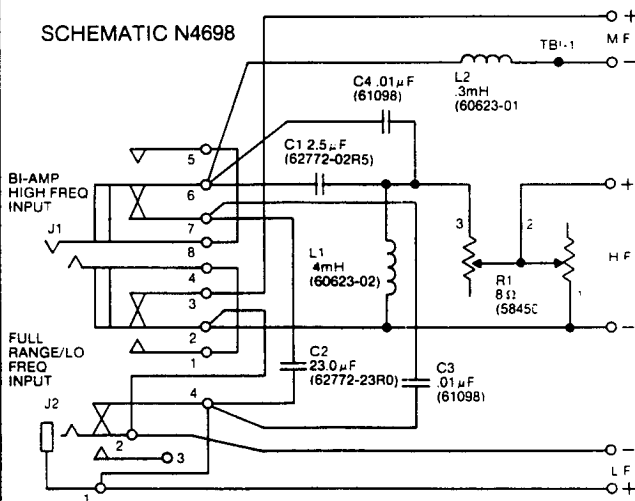 SCHEMATIC N4698
+
M F
TB1-1
−
L2
.3mH
(60623-01
C4 .01µF
(61098)
C1 2.5µF
(62772-02R5)
5
BI-AMP
HIGH FREQ
INPUT
6
7
J1
8
4
3
2
1
L1
.4mH
(60623-02)
3
2
R1
8Ω
(5845C
1
+
H F
−
FULL
RANGE/LO
FREQ
INPUT
C2
23.0µF
(62772-23R0)
C3
.01µF
(61098)
J2
4
2
3
1
−
L F
+